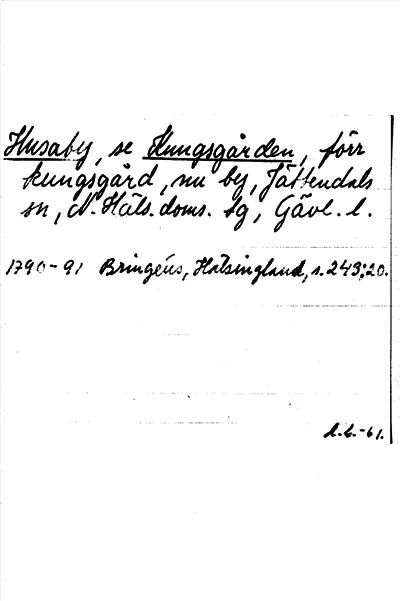 Husaby, se Kungsgården, förr
kungsgård, nu by, Jättendals
sn, N. Häls. doms. tg, Gävl. l.
1790-91 Bringéus, Hälsingland, s. 243:20.
L.L.-61.